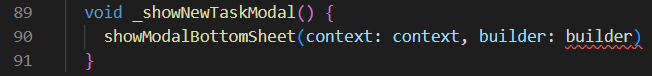 89 void _showNewTaskModal() {
90 showModalBottomSheet(context: context, builder: builder)
91 }